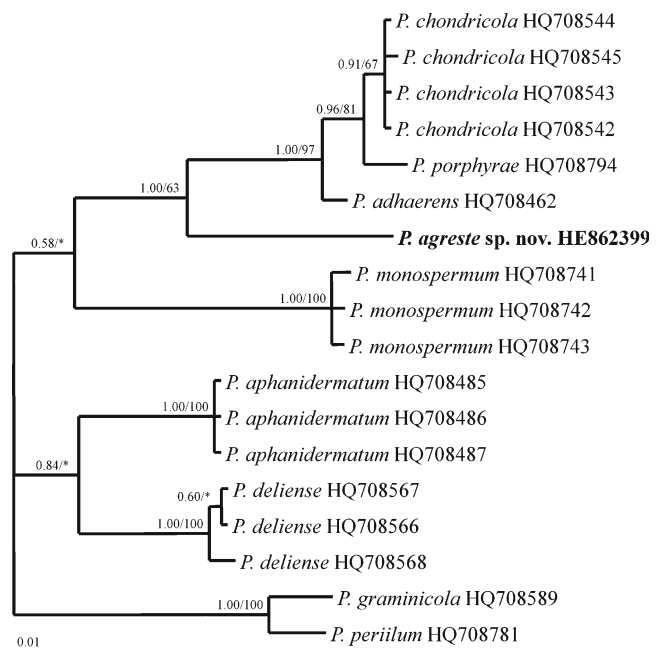 P. chondricola HQ708544
P. chondricola HQ708545
0.91/67
P. chondricola HQ708543
0.96/81
P. chondricola HQ708542
1.00/97
P. porphyrae HQ708794
1.00/63
P. adhaerens HQ708462
0.58/*
P. agreste sp. nov. HE862399
P. monospermum HQ708741
1.00/100
P. monospermum HQ708742
P. monospermum HQ708743
P. aphanidermatum HQ708485
1.00/100
P. aphanidermatum HQ708486
P. aphanidermatum HQ708487
0.84/*
P. deliense HQ708567
0.60/*
P. deliense HQ708566
1.00/100
P. deliense HQ708568
P. graminicola HQ708589
1.00/100
P. periilum HQ708781
0.01